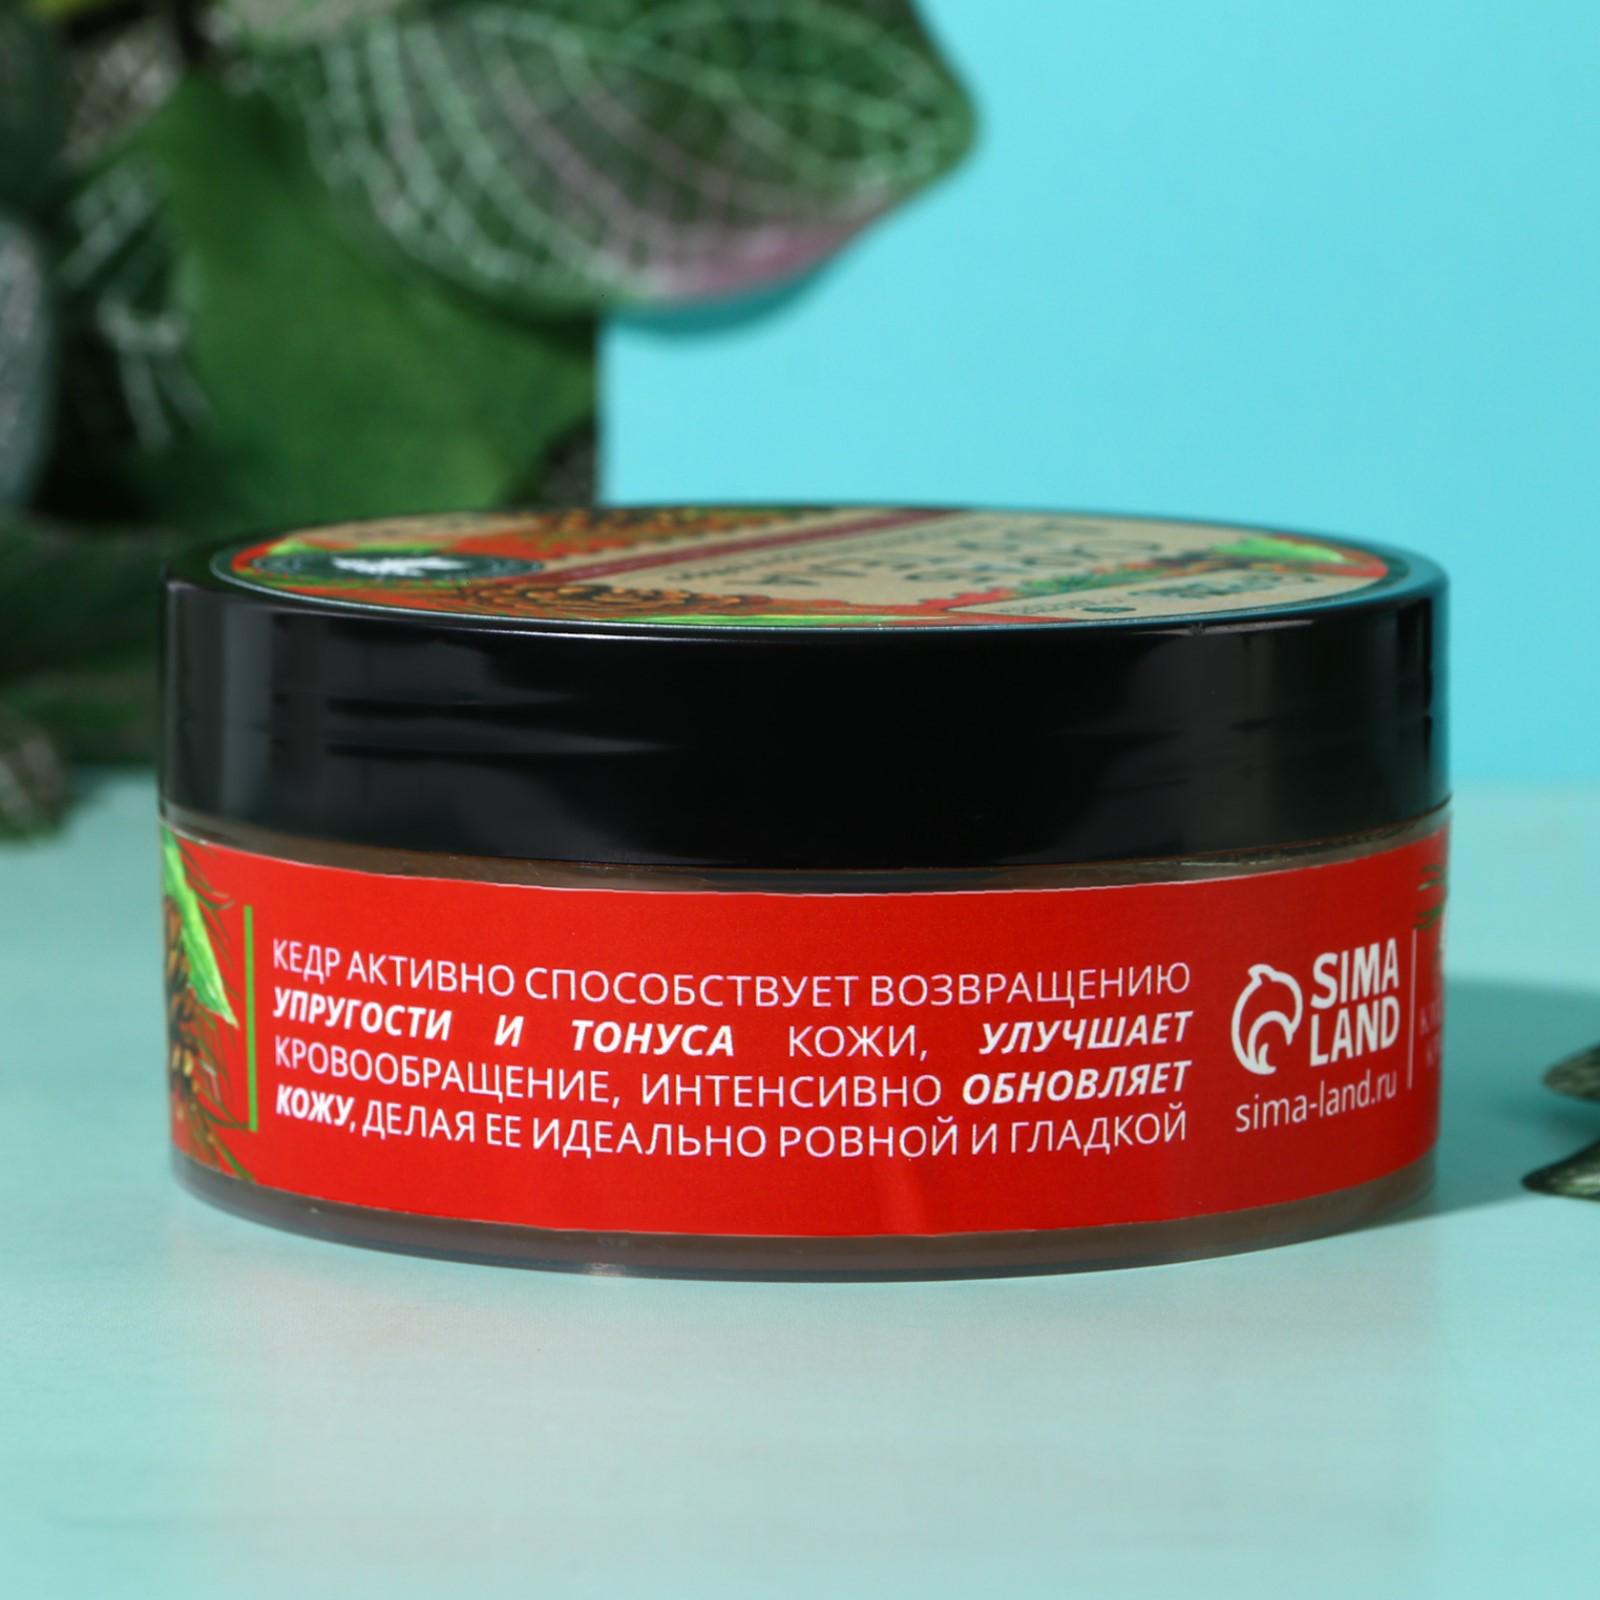 КЕДР АКТИВНО СПОСОБСТВУЕТ ВОЗВРАЩЕНИЮ
УПРУГОСТИ И ТОНУСА КОЖИ, УЛУЧШАЕТ
КРОВООБРАЩЕНИЕ, ИНТЕНСИВНО ОБНОВЛЯЕТ
КОЖУ, ДЕЛАЯ ЕЕ ИДЕАЛЬНО РОВНОЙ И ГЛАДКОЙ
SIMA
LAND
sima-land.ru